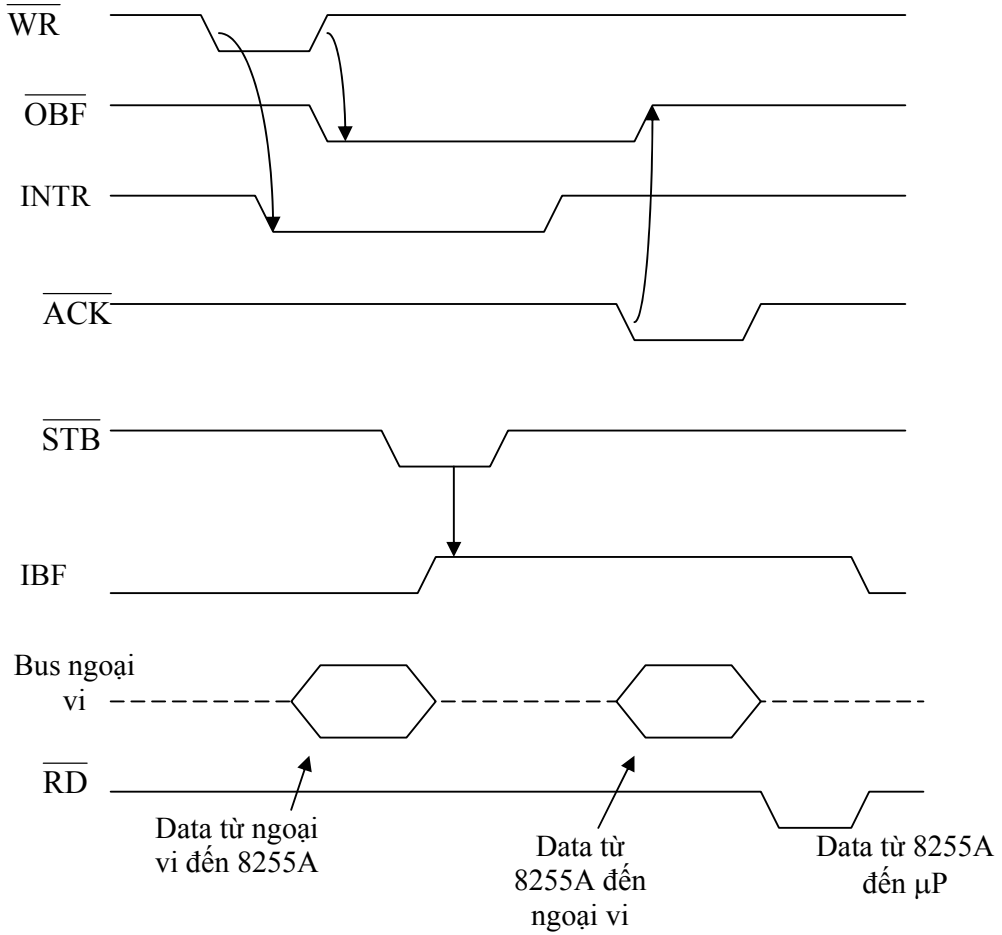 WR
OBF
INTR
ACK
STB
IBF
Bus ngoại
vi
RD
Data từ ngoại
vi đến 8255A
Data từ
8255A đến
ngoại vi
Data từ 8255A
đến μP